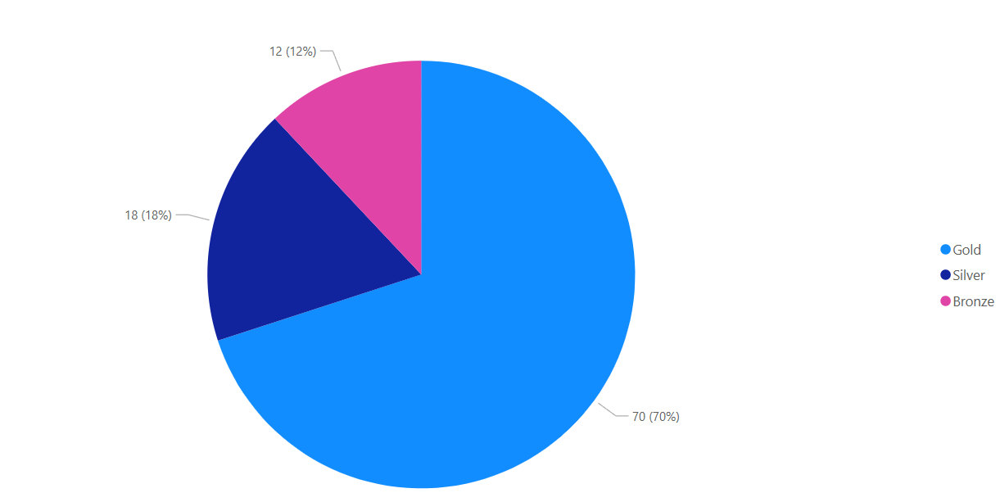 12 (12%)
18 (18%)
70 (70%)
Gold
Silver
Bronze